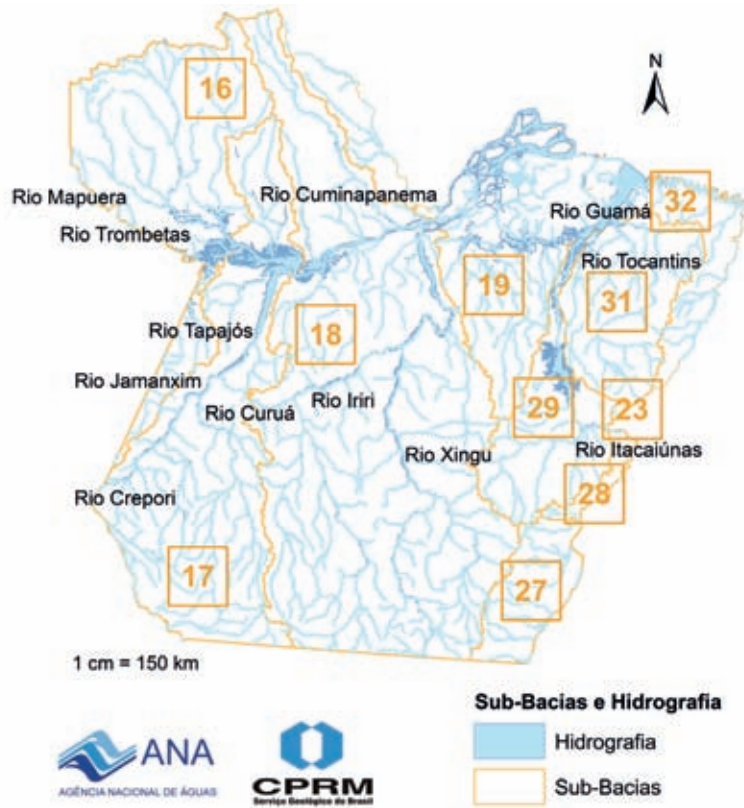 N
16
Rio Mapuera
Rio Cuminapanema
Rio Guamá
32
Rio Trombetas
Rio Tocantins
19
31
Rio Tapajós
18
Rio Jamanxim
Rio Curuá
Rio Iriri
29
23
Rio Xingu
Rio Itacaiúnas
28
Rio Crepori
17
27
1 cm = 150 km
Sub-Bacias e Hidrografia
Hidrografia
Sub-Bacias
ANA
AGÊNCIA NACIONAL DE ÁGUAS
CPRM
Serviço Geológico do Brasil